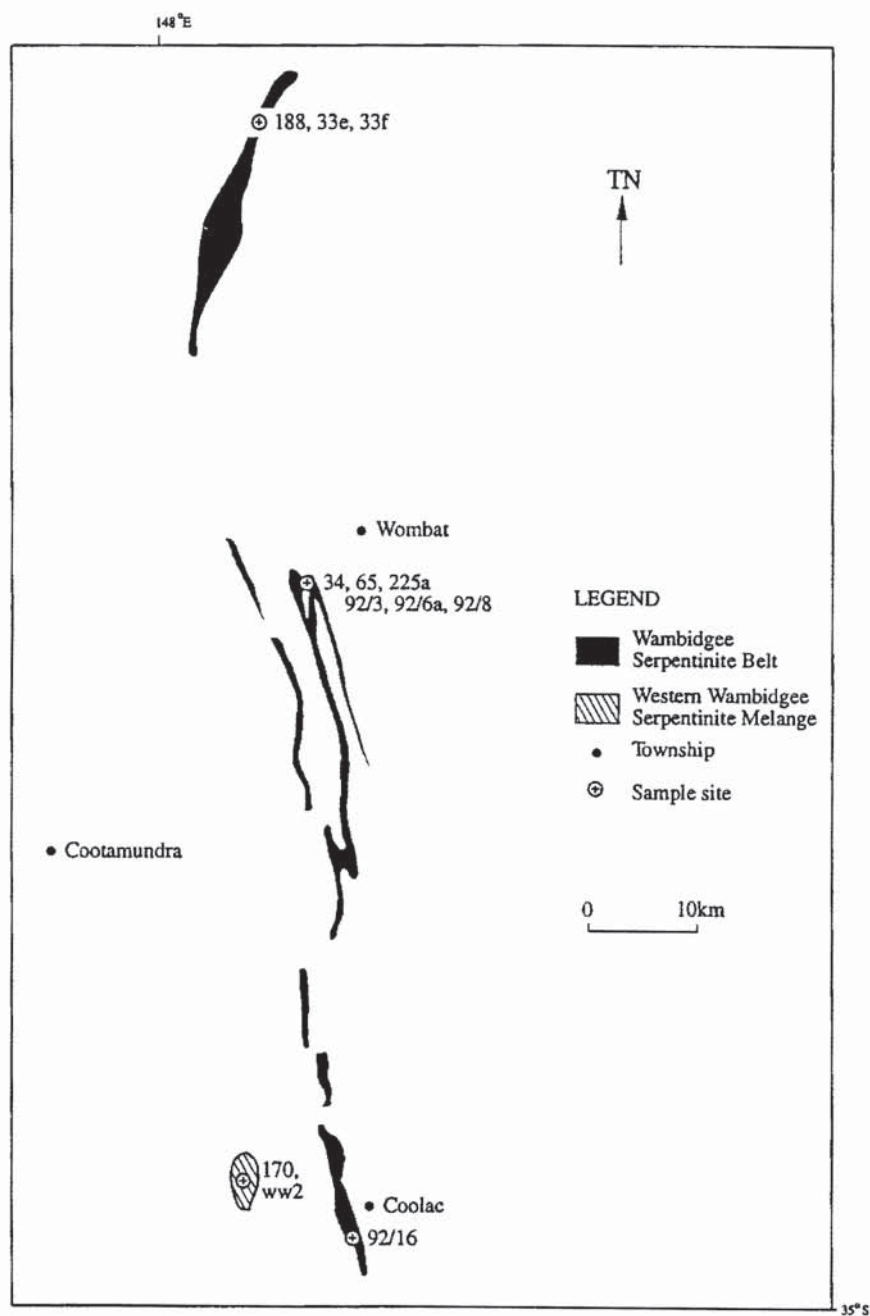 148°E
188, 33e, 33f
TN
Wombat
34, 65, 225a
92/3, 92/6a, 92/8
LEGEND
Wambidgee
Serpentinite Belt
Western Wambidgee
Serpentinite Melange
Township
Sample site
Cootamundra
0 10km
170,
ww2
Coolac
92/16
35°S